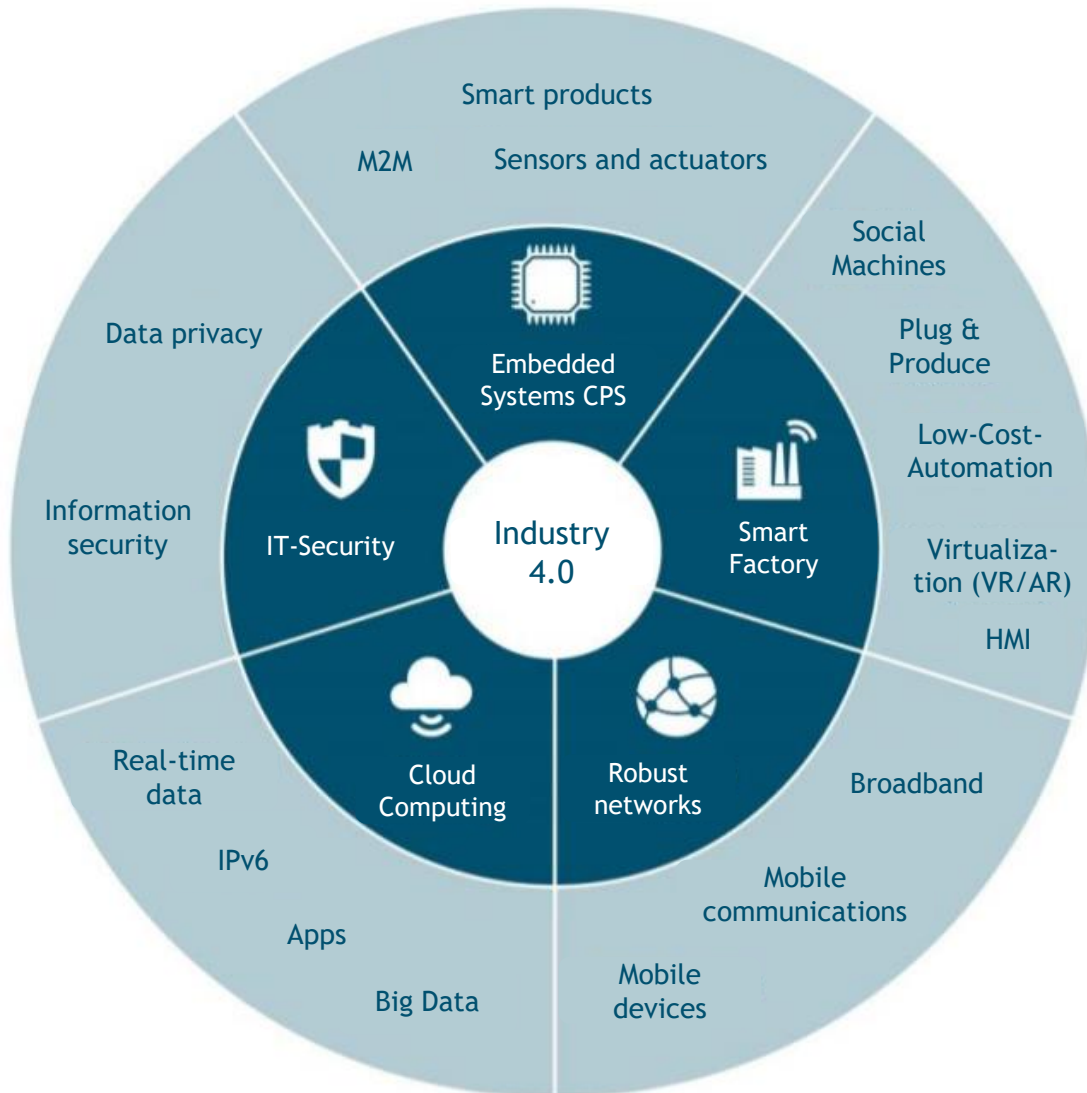 Smart products
M2M
Sensors and actuators
Social
Machines
Plug &
Produce
Low-Cost-
Automation
Virtualiza-
tion (VR/AR)
HMI
Data privacy
Information
security
Embedded
Systems CPS
IT-Security
Industry
4.0
Smart
Factory
Cloud
Computing
Robust
networks
Real-time
data
IPv6
Apps
Big Data
Broadband
Mobile
communications
Mobile
devices